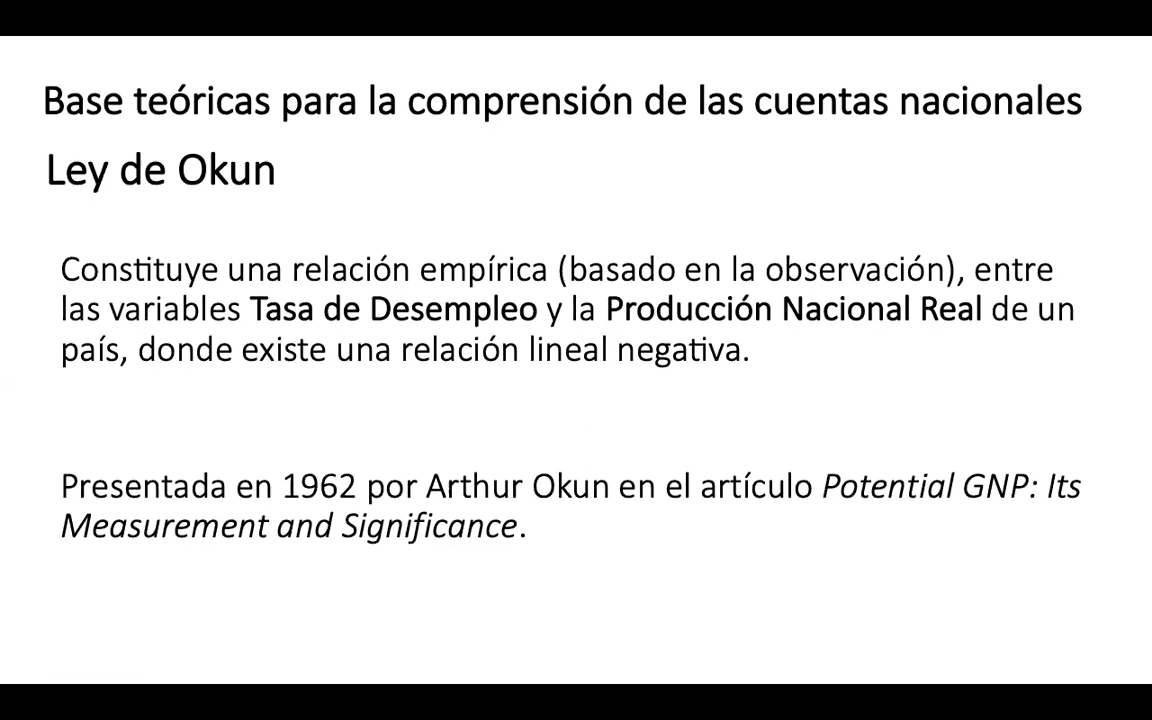 Base teóricas para la comprensión de las cuentas nacionales
Ley de Okun
Constituye una relación empírica (basado en la observación), entre
las variables Tasa de Desempleo y la Producción Nacional Real de un
país, donde existe una relación lineal negativa.
Presentada en 1962 por Arthur Okun en el artículo Potential GNP: Its
Measurement and Significance.